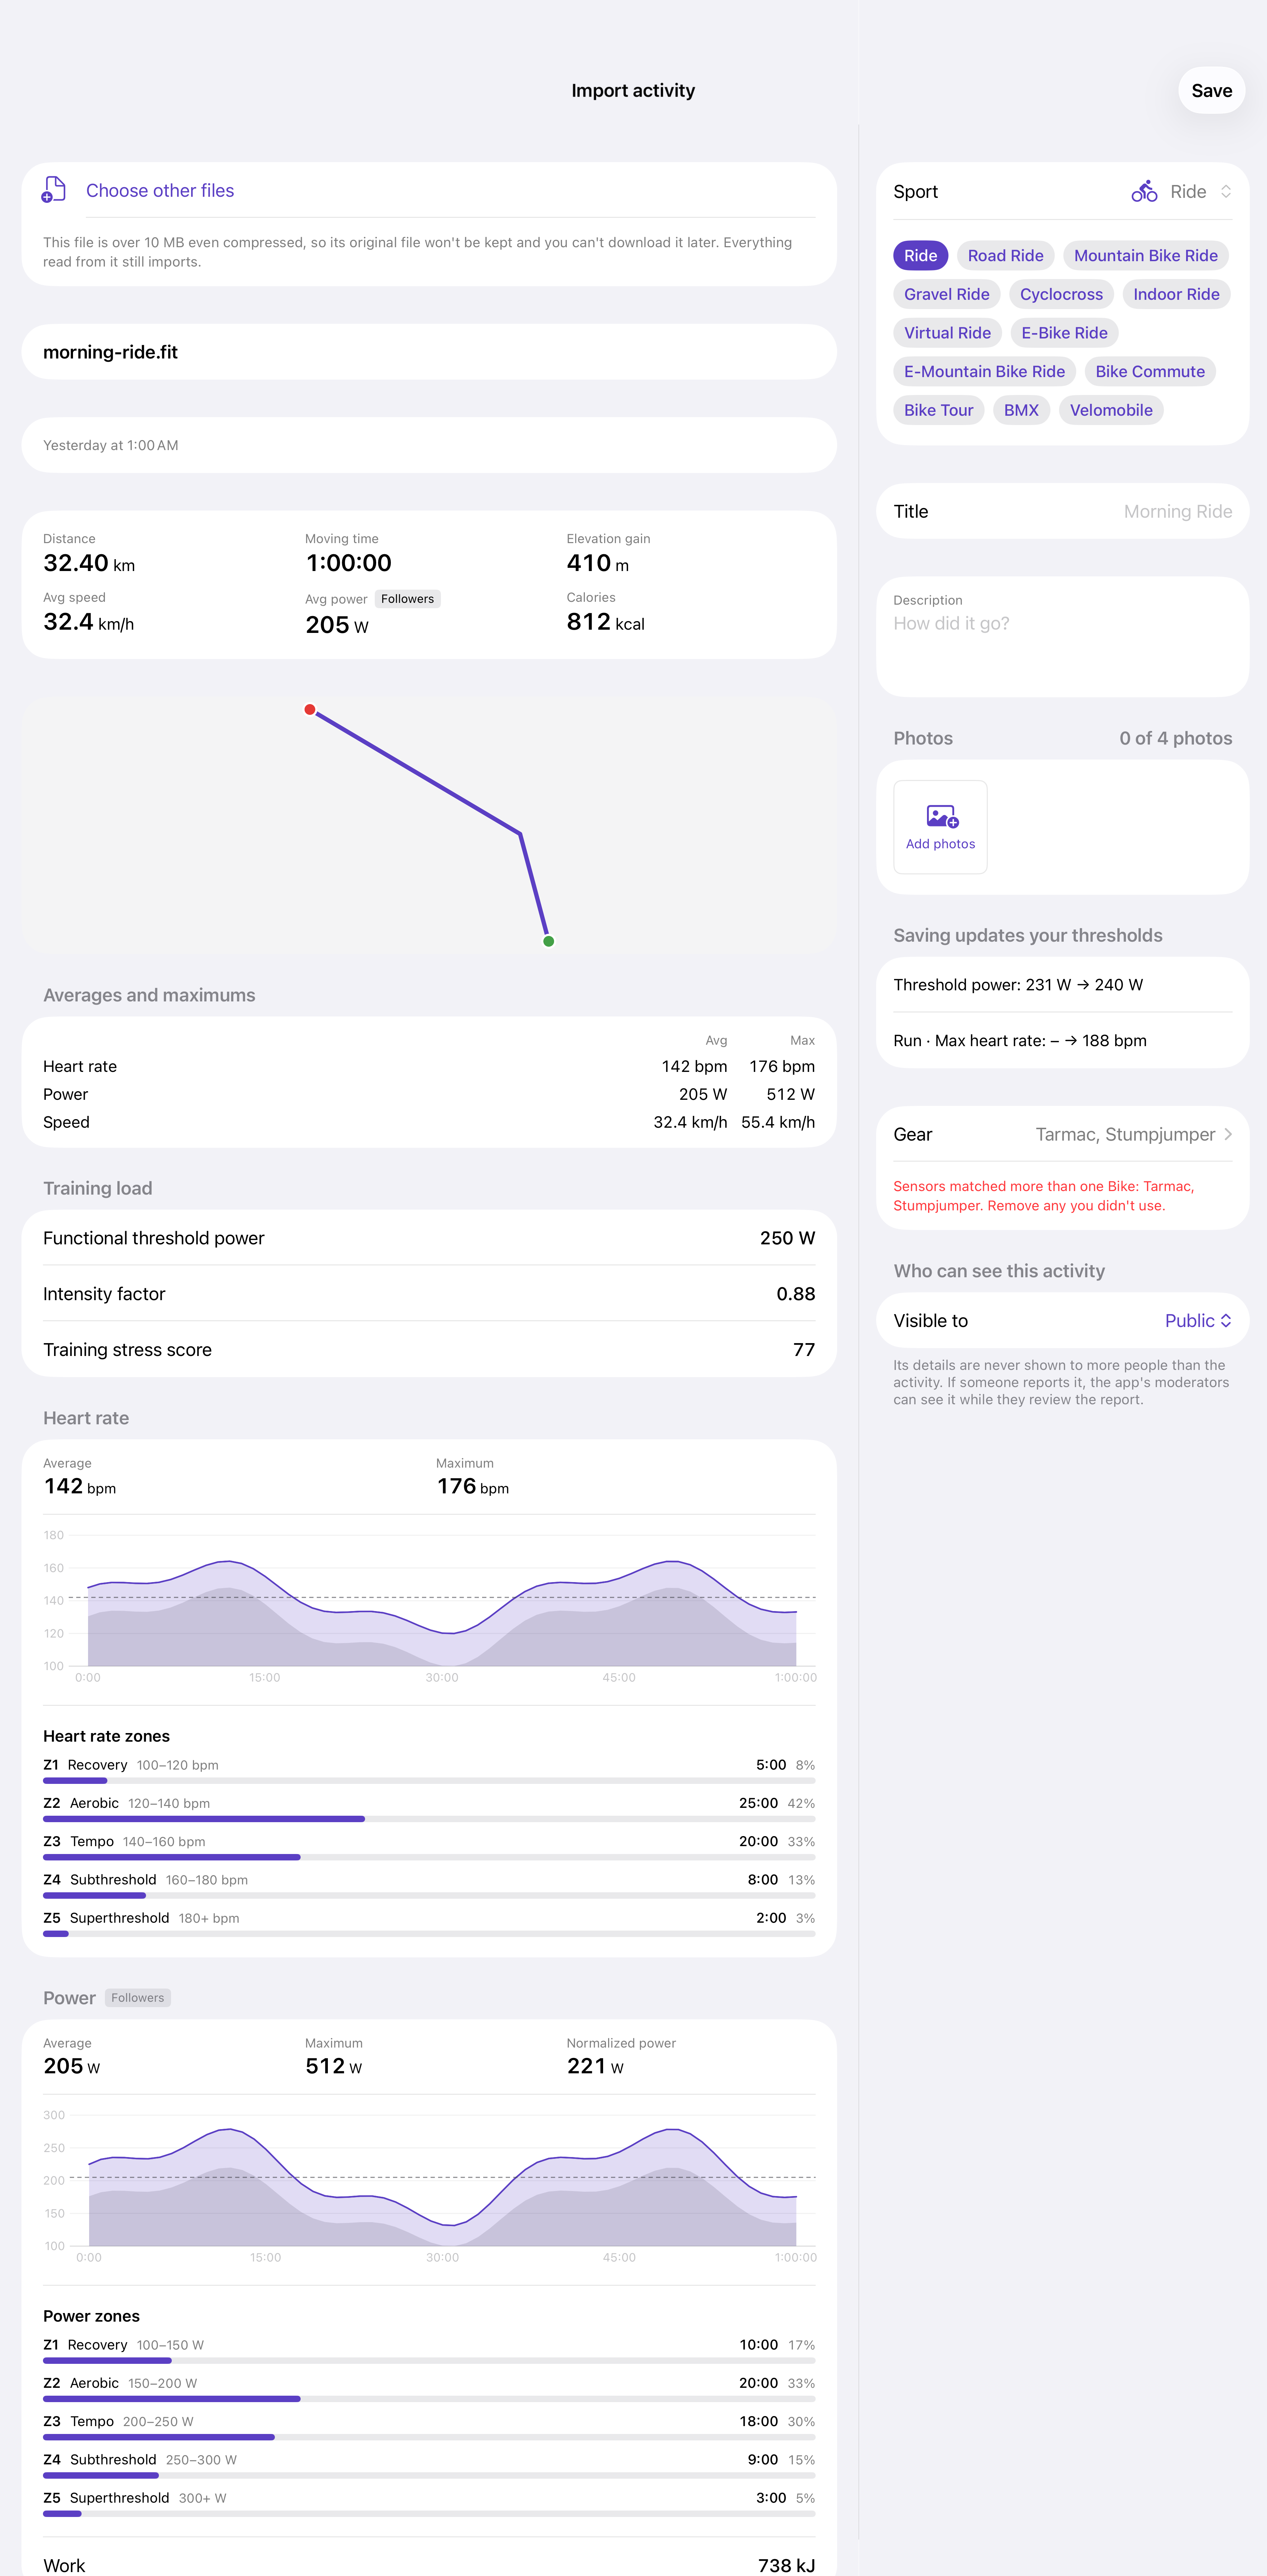 Import activity
Save
Choose other files
This file is over 10 MB even compressed, so its original file won't be kept and you can't download it later. Everything
read from it still imports.
morning-ride.fit
Yesterday at 1:00 AM
Distance
32.40 km
Moving time
1:00:00
Elevation gain
410 m
Avg speed
32.4 km/h
Avg power Followers
205 W
Calories
812 kcal
Averages and maximums
Avg Max
Heart rate 142 bpm 176 bpm
Power 205 W 512 W
Speed 32.4 km/h 55.4 km/h
Training load
Functional threshold power 250 W
Intensity factor 0.88
Training stress score 77
Heart rate
Average
142 bpm
Maximum
176 bpm
180
160
140
120
100
0:00 15:00 30:00 45:00 1:00:00
Heart rate zones
Z1 Recovery 100–120 bpm 5:00 8%
Z2 Aerobic 120–140 bpm 25:00 42%
Z3 Tempo 140–160 bpm 20:00 33%
Z4 Subthreshold 160–180 bpm 8:00 13%
Z5 Superthreshold 180+ bpm 2:00 3%
Power Followers
Average
205 W
Maximum
512 W
Normalized power
221 W
300
250
200
150
100
0:00 15:00 30:00 45:00 1:00:00
Power zones
Z1 Recovery 100–150 W 10:00 17%
Z2 Aerobic 150–200 W 20:00 33%
Z3 Tempo 200–250 W 18:00 30%
Z4 Subthreshold 250–300 W 9:00 15%
Z5 Superthreshold 300+ W 3:00 5%
Work 738 kJ
Sport Ride
Ride Road Ride Mountain Bike Ride
Gravel Ride Cyclocross Indoor Ride
Virtual Ride E-Bike Ride
E-Mountain Bike Ride Bike Commute
Bike Tour BMX Velomobile
Title Morning Ride
Description
How did it go?
Photos 0 of 4 photos
Add photos
Saving updates your thresholds
Threshold power: 231 W → 240 W
Run · Max heart rate: – → 188 bpm
Gear Tarmac, Stumpjumper
Sensors matched more than one Bike: Tarmac,
Stumpjumper. Remove any you didn't use.
Who can see this activity
Visible to Public
Its details are never shown to more people than the
activity. If someone reports it, the app's moderators
can see it while they review the report.